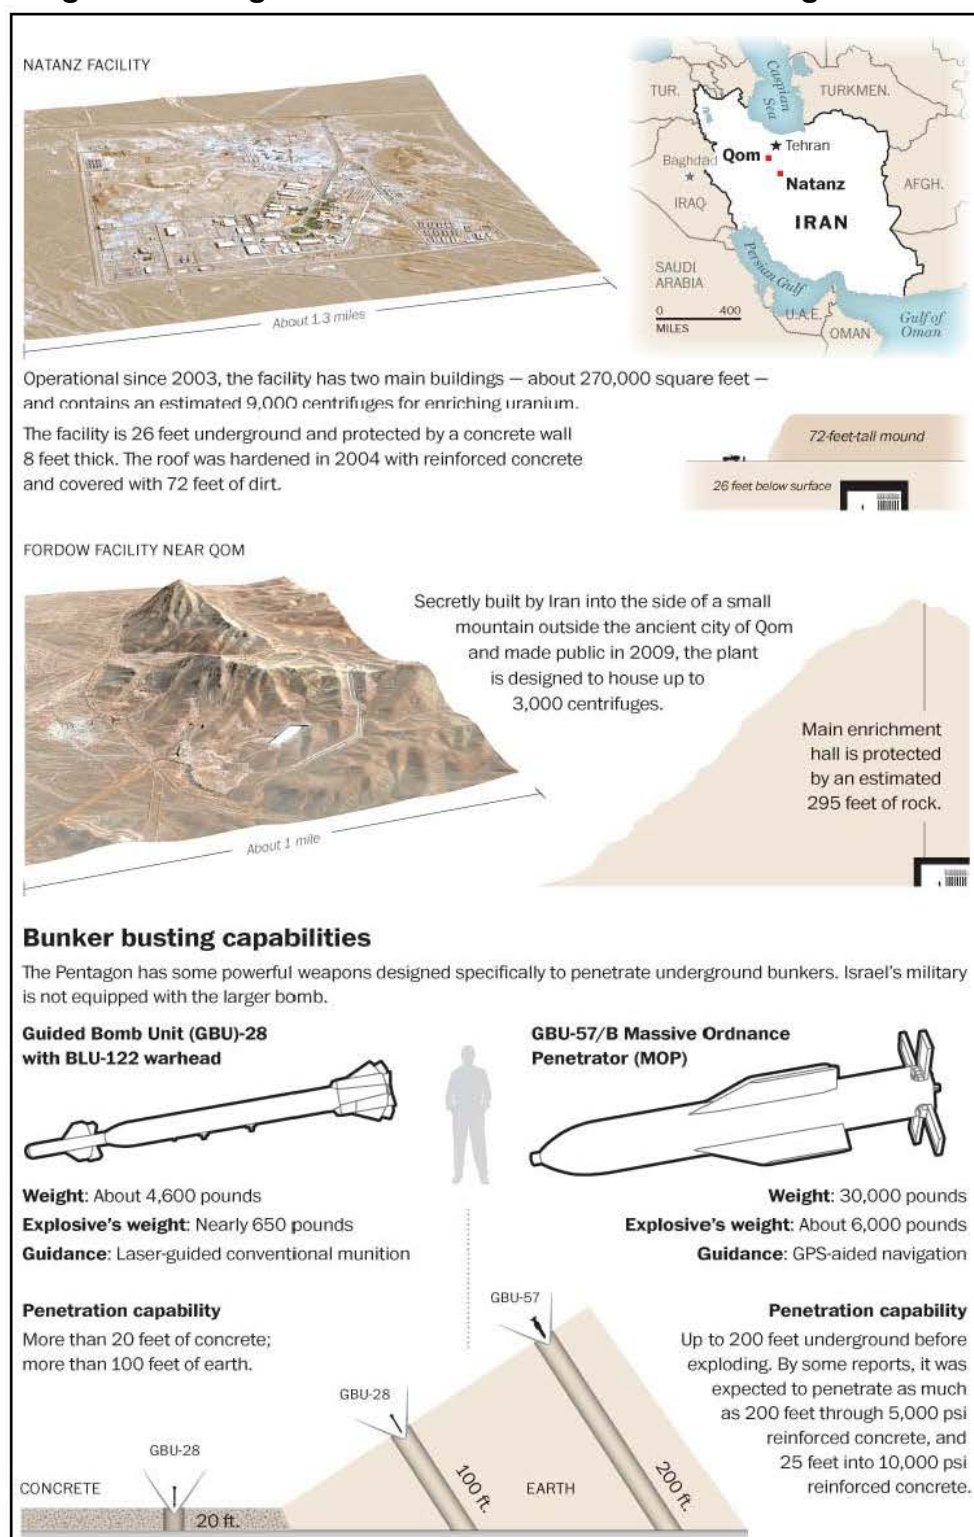 NATANZ FACILITY
About 1.3 miles
TUR.
Caspian
Sea
TURKMEN.
Tehran
Qom
Baghdad
Natanz
AFGH.
IRAQ
IRAN
SAUDI
ARABIA
Persian Gulf
0 400
MILES
U.A.E.
OMAN
Gulf of
Oman
Operational since 2003, the facility has two main buildings — about 270,000 square feet —
and contains an estimated 9,000 centrifuges for enriching uranium.
The facility is 26 feet underground and protected by a concrete wall
8 feet thick. The roof was hardened in 2004 with reinforced concrete
and covered with 72 feet of dirt.
72-feet-tall mound
26 feet below surface
FORDOW FACILITY NEAR QOM
Secretly built by Iran into the side of a small
mountain outside the ancient city of Qom
and made public in 2009, the plant
is designed to house up to
3,000 centrifuges.
Main enrichment
hall is protected
by an estimated
295 feet of rock.
About 1 mile
Bunker busting capabilities
The Pentagon has some powerful weapons designed specifically to penetrate underground bunkers. Israel's military
is not equipped with the larger bomb.
Guided Bomb Unit (GBU)-28
with BLU-122 warhead
Weight: About 4,600 pounds
Explosive's weight: Nearly 650 pounds
Guidance: Laser-guided conventional munition
Penetration capability
More than 20 feet of concrete;
more than 100 feet of earth.
GBU-57/B Massive Ordnance
Penetrator (MOP)
Weight: 30,000 pounds
Explosive's weight: About 6,000 pounds
Guidance: GPS-aided navigation
Penetration capability
Up to 200 feet underground before
exploding. By some reports, it was
expected to penetrate as much
as 200 feet through 5,000 psi
reinforced concrete, and
25 feet into 10,000 psi
reinforced concrete.
GBU-57
GBU-28
GBU-28
CONCRETE
20 ft.
100 ft.
EARTH
200 ft.